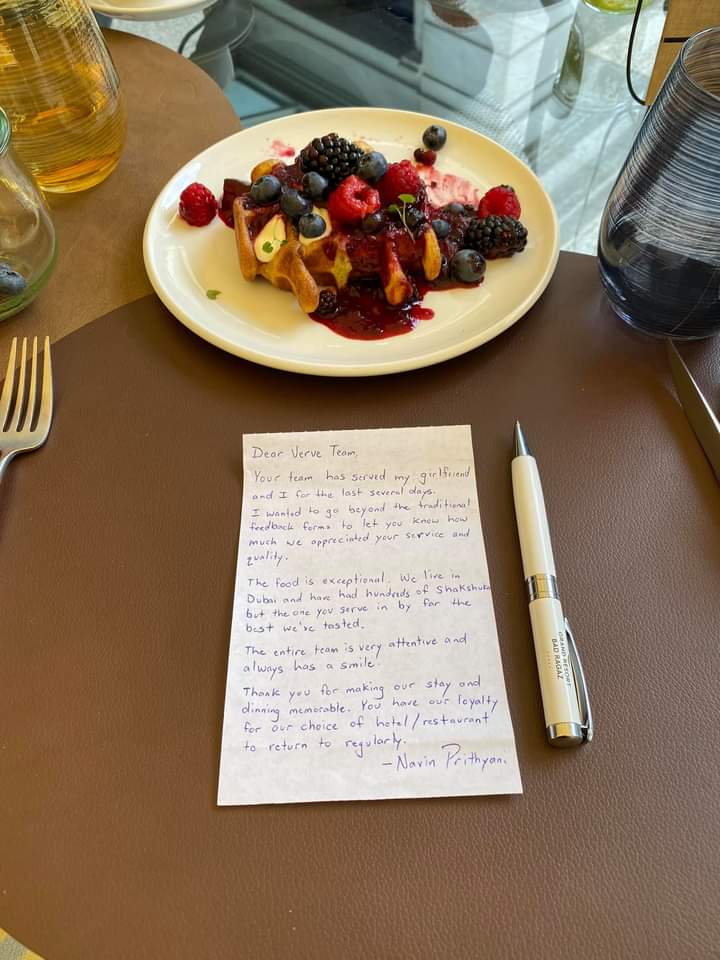 Dear Verve Team,
Your team has served my girlfriend
and I for the last several days.
I wanted to go beyond the traditional
feedback forms to let you know how
much we appreciated your service and
quality.
The food is exceptional. We live in
Dubai and have had hundreds of Shakshuka
but the one you serve in by far the
best we've tasted.
The entire team is very attentive and
always has a smile.
Thank you for making our stay and
dinning memorable. You have our loyalty
for our choice of hotel/restaurant
to return to regularly.
- Navin Prithyani
GRAND RESORT
BAD RAGAZ